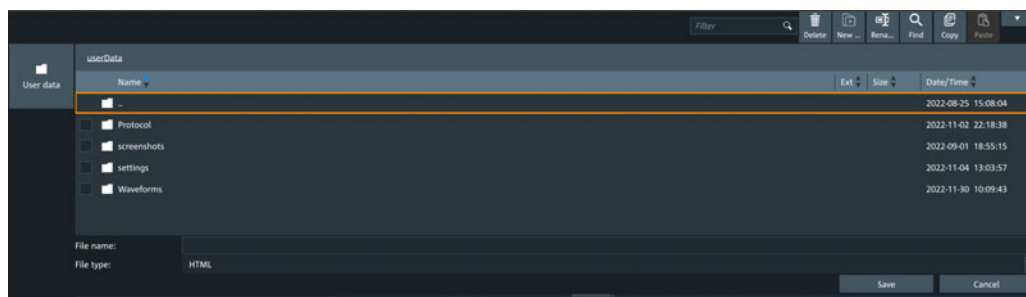 Filter
Delete New ... Rena... Find Copy Paste
userData
User data
Name Ext Size Date/Time
.. 2022-08-25 15:08:04
Protocol 2022-11-02 22:18:38
screenshots 2022-09-01 18:55:15
settings 2022-11-04 13:03:57
Waveforms 2022-11-30 10:09:43
File name:
File type: HTML
Save Cancel